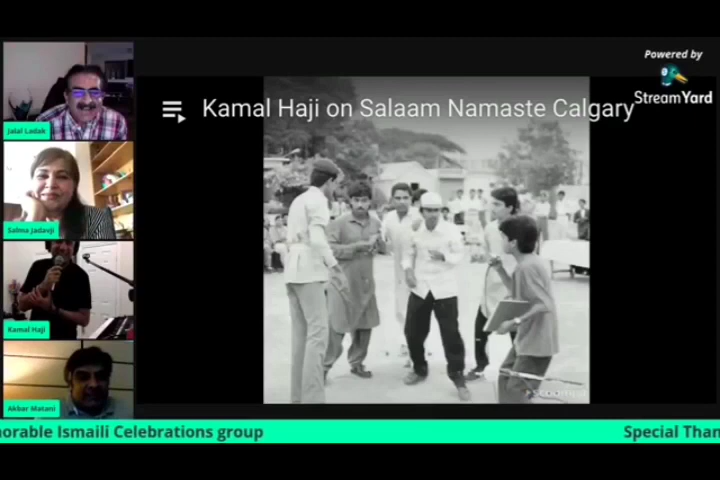 Powered by
StreamYard
Kamal Haji on Salaam Namaste Calgary
Jalal Ladak
Salma Jadavji
Kamal Haji
Akbar Matani
norable Ismaili Celebrations group
Special Than